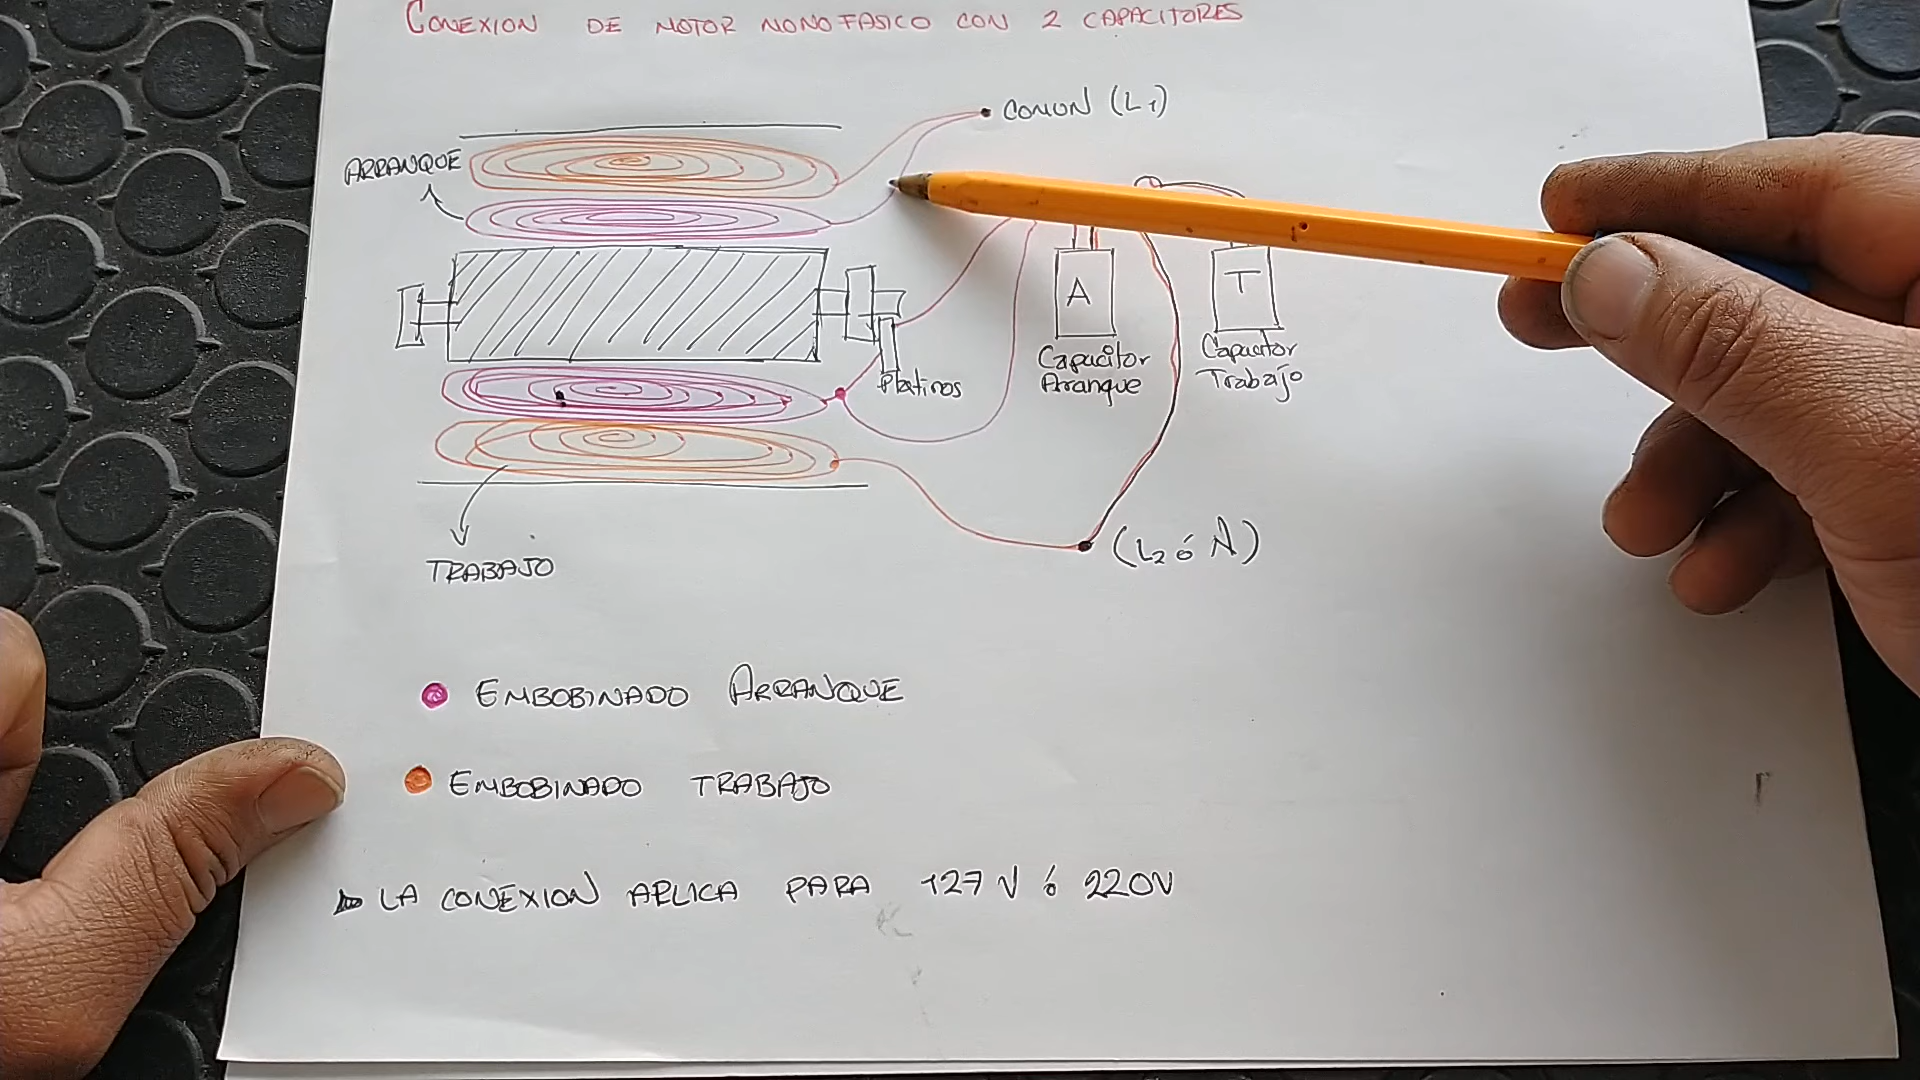 CONEXION DE MOTOR MONOFASICO CON 2 CAPACITORES
COMUN (L1)
ARRANQUE
A
T
Capacitor
Arranque
Capacitor
Trabajo
Platinos
(L2 ó N)
TRABAJO
EMBOBINADO ARRANQUE
EMBOBINADO TRABAJO
LA CONEXION APLICA PARA 127 V ó 220V